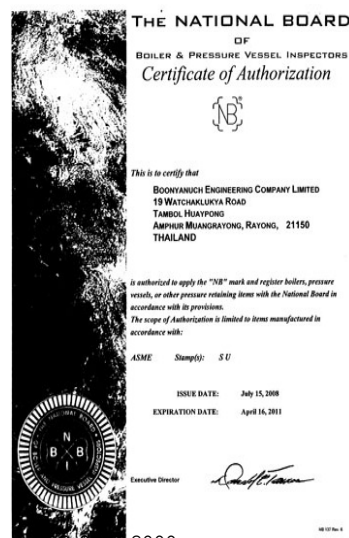 THE NATIONAL BOARD
OF
BOILER & PRESSURE VESSEL INSPECTORS
Certificate of Authorization
NB
This is to certify that
BOONYANUCH ENGINEERING COMPANY LIMITED
19 WATCHAKLUKYA ROAD
TAMBOL HUAYPONG
AMPHUR MUANGRAYONG, RAYONG, 21150
THAILAND
is authorized to apply the "NB" mark and register boilers, pressure
vessels, or other pressure retaining items with the National Board in
accordance with its provisions.
The scope of Authorization is limited to items manufactured in
accordance with:
ASME Stamp(s): S U
ISSUE DATE: July 15, 2008
EXPIRATION DATE: April 16, 2011
N
B B
I
Executive Director